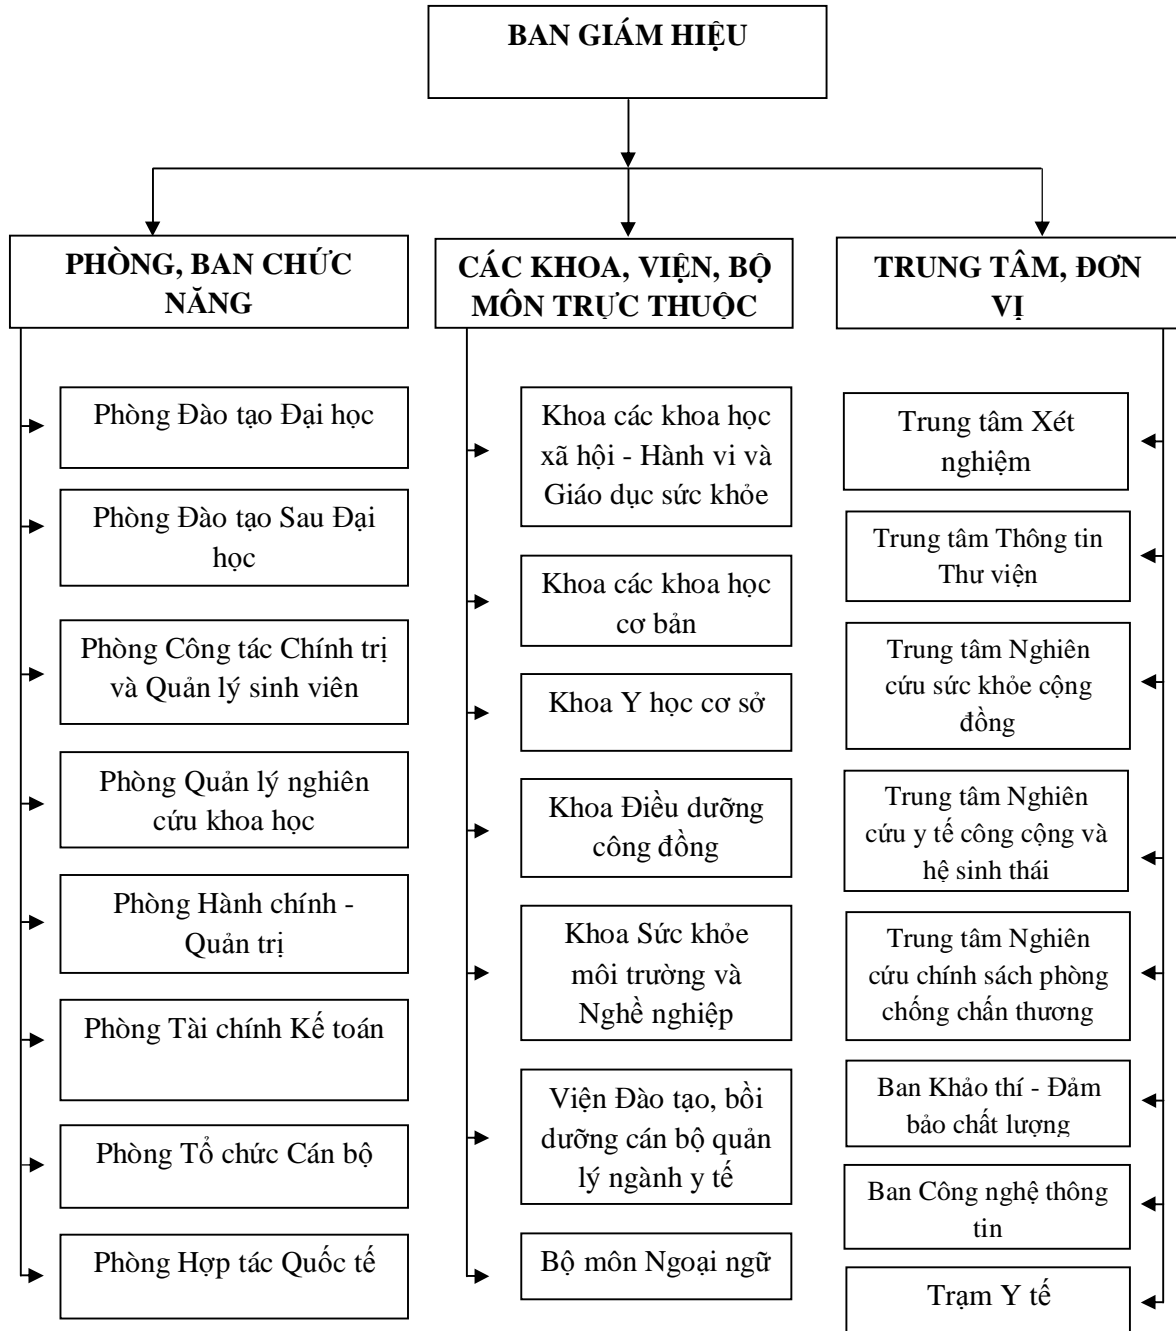 BAN GIÁM HIỆU
PHÒNG, BAN CHỨC
NĂNG
Phòng Đào tạo Đại học
Phòng Đào tạo Sau Đại
học
Phòng Công tác Chính trị
và Quản lý sinh viên
Phòng Quản lý nghiên
cứu khoa học
Phòng Hành chính -
Quản trị
Phòng Tài chính Kế toán
Phòng Tổ chức Cán bộ
Phòng Hợp tác Quốc tế
CÁC KHOA, VIỆN, BỘ
MÔN TRỰC THUỘC
Khoa các khoa học
xã hội - Hành vi và
Giáo dục sức khỏe
Khoa các khoa học
cơ bản
Khoa Y học cơ sở
Khoa Điều dưỡng
công đồng
Khoa Sức khỏe
môi trường và
Nghề nghiệp
Viện Đào tạo, bồi
dưỡng cán bộ quản
lý ngành y tế
Bộ môn Ngoại ngữ
TRUNG TÂM, ĐƠN
VỊ
Trung tâm Xét
nghiệm
Trung tâm Thông tin
Thư viện
Trung tâm Nghiên
cứu sức khỏe cộng
đồng
Trung tâm Nghiên
cứu y tế công cộng và
hệ sinh thái
Trung tâm Nghiên
cứu chính sách phòng
chống chấn thương
Ban Khảo thí - Đảm
bảo chất lượng
Ban Công nghệ thông
tin
Trạm Y tế